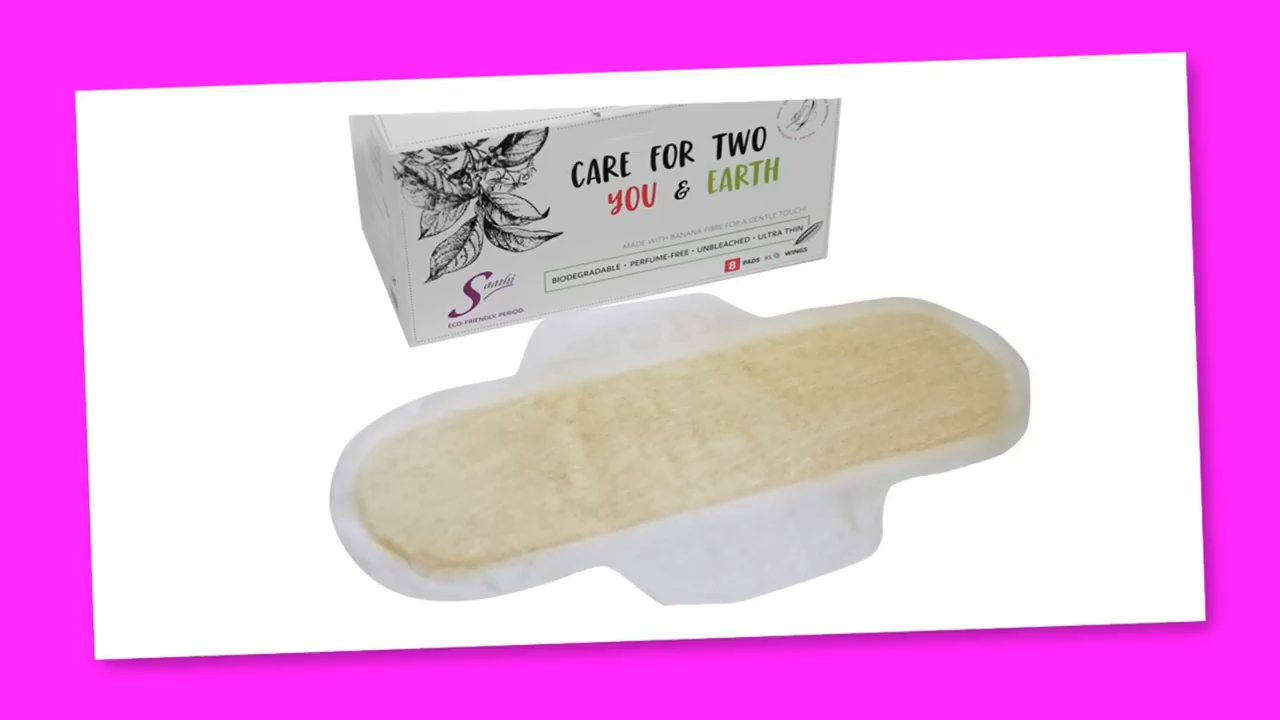 CARE FOR TWO
YOU & EARTH
MADE WITH BANANA FIBRE FOR A GENTLE TOUCH!
BIODEGRADABLE • PERFUME-FREE • UNBLEACHED • ULTRA THIN
8 PADS XL WINGS
Saathi
ECO-FRIENDLY. PERIOD.